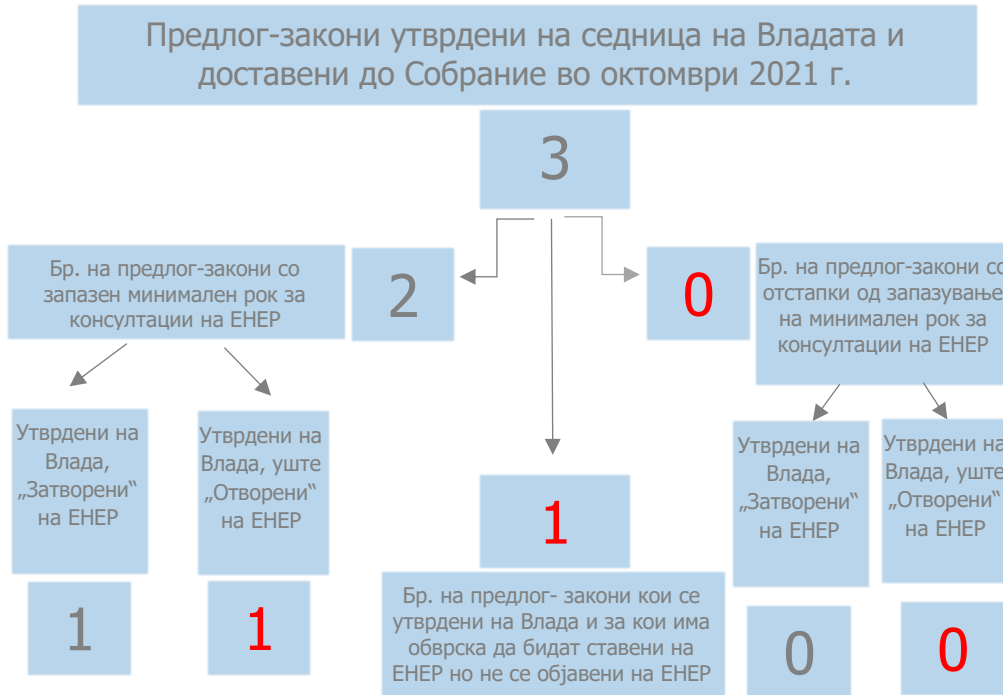 Предлог-закони утврдени на седница на Владата и
доставени до Собрание во октомври 2021 г.
3
Бр. на предлог-закони со
запазен минимален рок за
консултации на ЕНЕР
2
0
Бр. на предлог-закони со
отстапки од запазување
на минимален рок за
консултации на ЕНЕР
Утврдени на
Влада,
„Затворени“
на ЕНЕР
Утврдени на
Влада, уште
„Отворени“
на ЕНЕР
Утврдени на
Влада,
„Затворени“
на ЕНЕР
Утврдени на
Влада, уште
„Отворени“
на ЕНЕР
1
1
1
Бр. на предлог- закони кои се
утврдени на Влада и за кои има
обврска да бидат ставени на
ЕНЕР но не се објавени на ЕНЕР
0
0